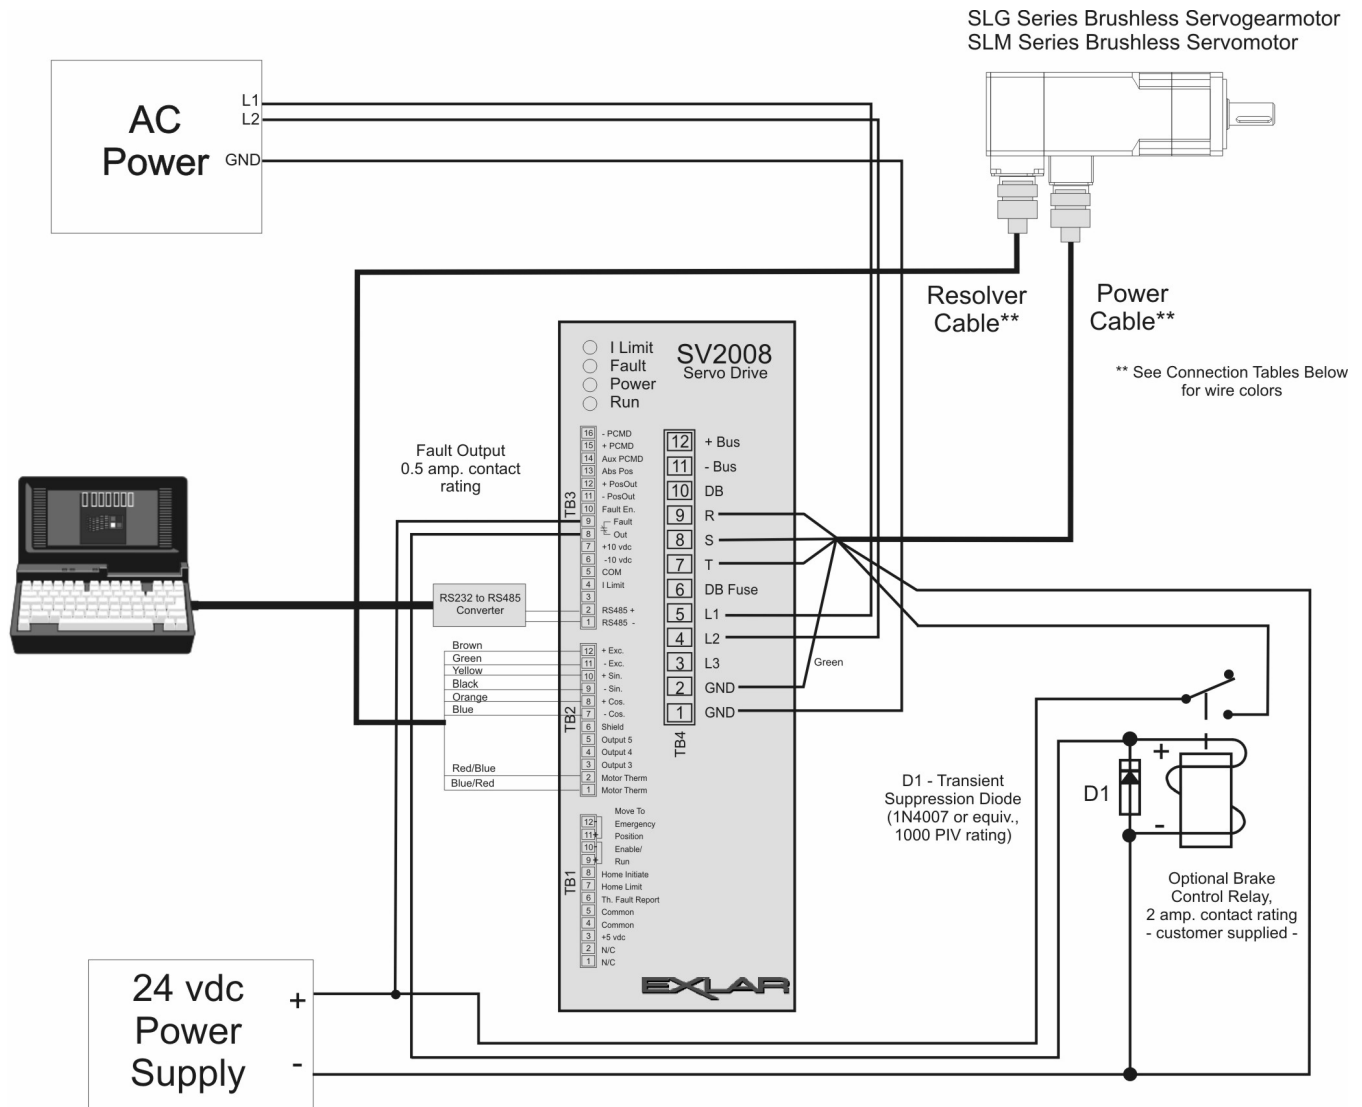 SLG Series Brushless Servogearmotor
SLM Series Brushless Servomotor
AC
Power
L1
L2
GND
Resolver
Cable**
Power
Cable**
** See Connection Tables Below
for wire colors
I Limit
Fault
Power
Run
SV2008
Servo Drive
Fault Output
0.5 amp. contact
rating
TB3
16 - PCMD
15 + PCMD
14 Aux PCMD
13 Abs Pos
12 + PosOut
11 - PosOut
10 Fault En.
9 Fault
8 Out
7 +10 vdc
6 -10 vdc
5 COM
4 I Limit
3
2 RS485 +
1 RS485 -
RS232 to RS485
Converter
12 + Bus
11 - Bus
10 DB
9 R
8 S
7 T
6 DB Fuse
5 L1
4 L2
3 L3
2 GND
1 GND
TB4
Green
Brown
Green
Yellow
Black
Orange
Blue
Red/Blue
Blue/Red
TB2
12 + Exc.
11 - Exc.
10 + Sin.
9 - Sin.
8 + Cos.
7 - Cos.
6 Shield
5 Output 5
4 Output 4
3 Output 3
2 Motor Therm
1 Motor Therm
TB1
Move To
12- Emergency
11+ Position
10- Enable/
9+ Run
8 Home Initiate
7 Home Limit
6 Th. Fault Report
5 Common
4 Common
3 +5 vdc
2 N/C
1 N/C
EXLAR
D1 - Transient
Suppression Diode
(1N4007 or equiv.,
1000 PIV rating)
D1
+
-
Optional Brake
Control Relay,
2 amp. contact rating
- customer supplied -
24 vdc
Power
Supply
+
-